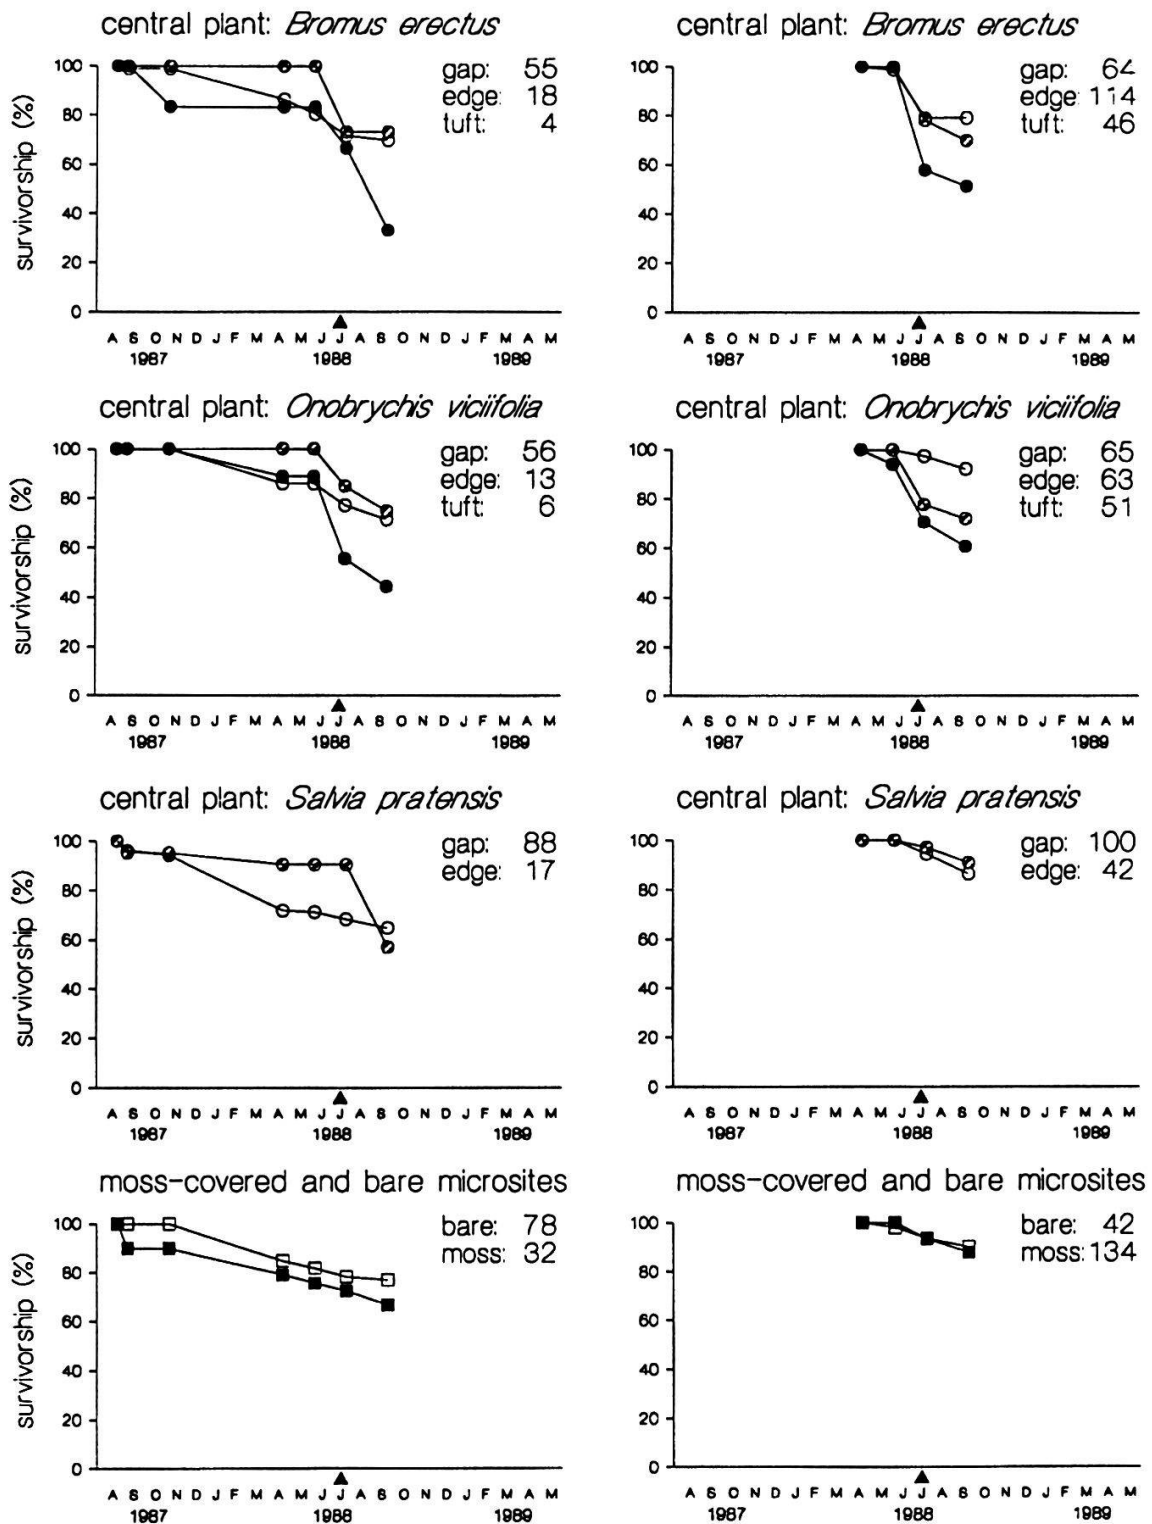 central plant: Bromus erectus
gap: 55
edge: 18
tuft: 4
survivorship (%)
100
80
60
40
20
0
A S O N D J F M A M J J A S O N D J F M A M
1987 1988 1989
central plant: Bromus erectus
gap: 64
edge: 114
tuft: 46
100
80
60
40
20
0
A S O N D J F M A M J J A S O N D J F M A M
1987 1988 1989
central plant: Onobrychis viciifolia
gap: 56
edge: 13
tuft: 6
survivorship (%)
100
80
60
40
20
0
A S O N D J F M A M J J A S O N D J F M A M
1987 1988 1989
central plant: Onobrychis viciifolia
gap: 65
edge: 63
tuft: 51
100
80
60
40
20
0
A S O N D J F M A M J J A S O N D J F M A M
1987 1988 1989
central plant: Salvia pratensis
gap: 88
edge: 17
survivorship (%)
100
80
60
40
20
0
A S O N D J F M A M J J A S O N D J F M A M
1987 1988 1989
central plant: Salvia pratensis
gap: 100
edge: 42
100
80
60
40
20
0
A S O N D J F M A M J J A S O N D J F M A M
1987 1988 1989
moss-covered and bare microsites
bare: 78
moss: 32
survivorship (%)
100
80
60
40
20
0
A S O N D J F M A M J J A S O N D J F M A M
1987 1988 1989
moss-covered and bare microsites
bare: 42
moss: 134
100
80
60
40
20
0
A S O N D J F M A M J J A S O N D J F M A M
1987 1988 1989